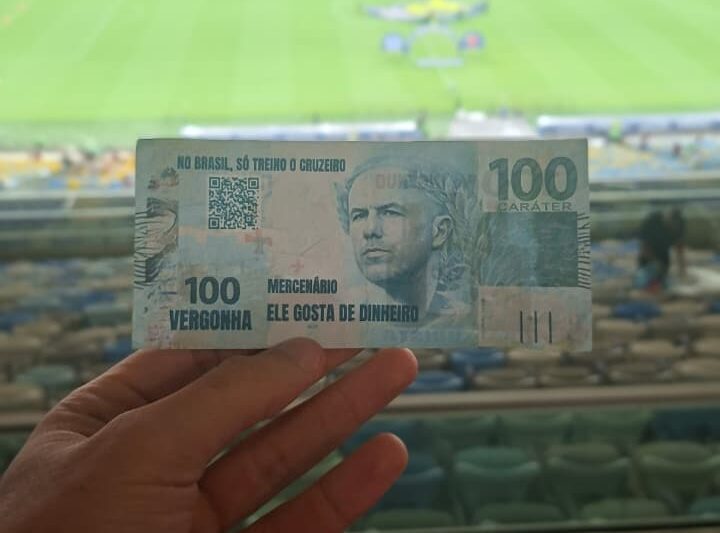 NO BRASIL, SÓ TREINO O CRUZEIRO
100
CARÁTER
100
VERGONHA
MERCENÁRIO
ELE GOSTA DE DINHEIRO